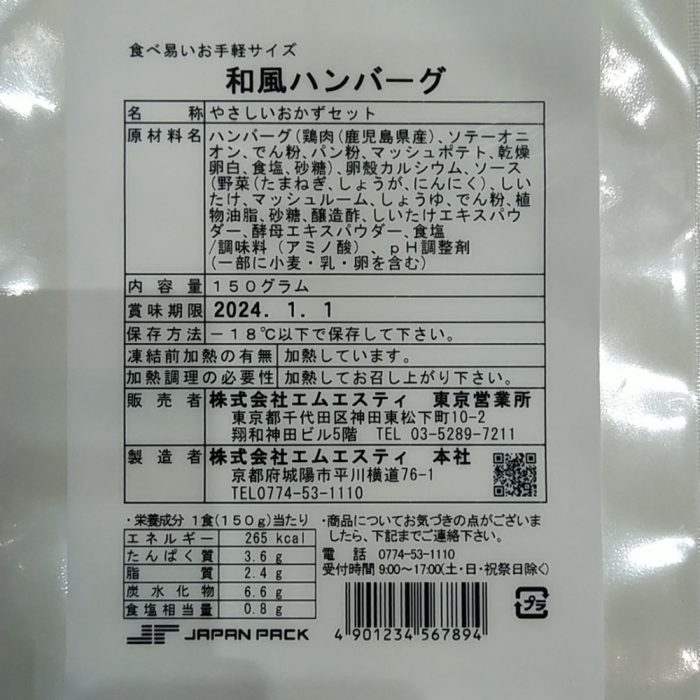 食べ易いお手軽サイズ
和風ハンバーグ
名称 やさしいおかずセット
原材料名 ハンバーグ(鶏肉(鹿児島県産)、ソテーオニ
オン、でん粉、パン粉、マッシュポテト、乾燥
卵白、食塩、砂糖)、卵殻カルシウム、ソース
(野菜(たまねぎ、しょうが、にんにく)、しい
たけ、マッシュルーム、しょうゆ、でん粉、植
物油脂、砂糖、醸造酢、しいたけエキスパウ
ダー、酵母エキスパウダー、食塩
/調味料(アミノ酸)、pH調整剤
(一部に小麦・乳・卵を含む)
内容量 150グラム
賞味期限 2024.1.1
保存方法 −18℃以下で保存して下さい。
凍結前加熱の有無 加熱しています。
加熱調理の必要性 加熱してお召し上がり下さい。
販売者 株式会社エムエスティ 東京営業所
東京都千代田区神田東松下町10-2
翔和神田ビル5階 TEL 03-5289-7211
製造者 株式会社エムエスティ 本社
京都府城陽市平川横道76-1
TEL0774-53-1110
・栄養成分 1食(150g)当たり
エネルギー 265 kcal
たんぱく質 3.6 g
脂質 2.4 g
炭水化物 6.6 g
食塩相当量 0.8 g
・商品についてお気づきの点がございま
したら、下記までご連絡下さい。
電話 0774-53-1110
受付時間 9:00〜17:00(土・日・祝祭日除く)
プラ
JAPAN PACK
4 901234 567894